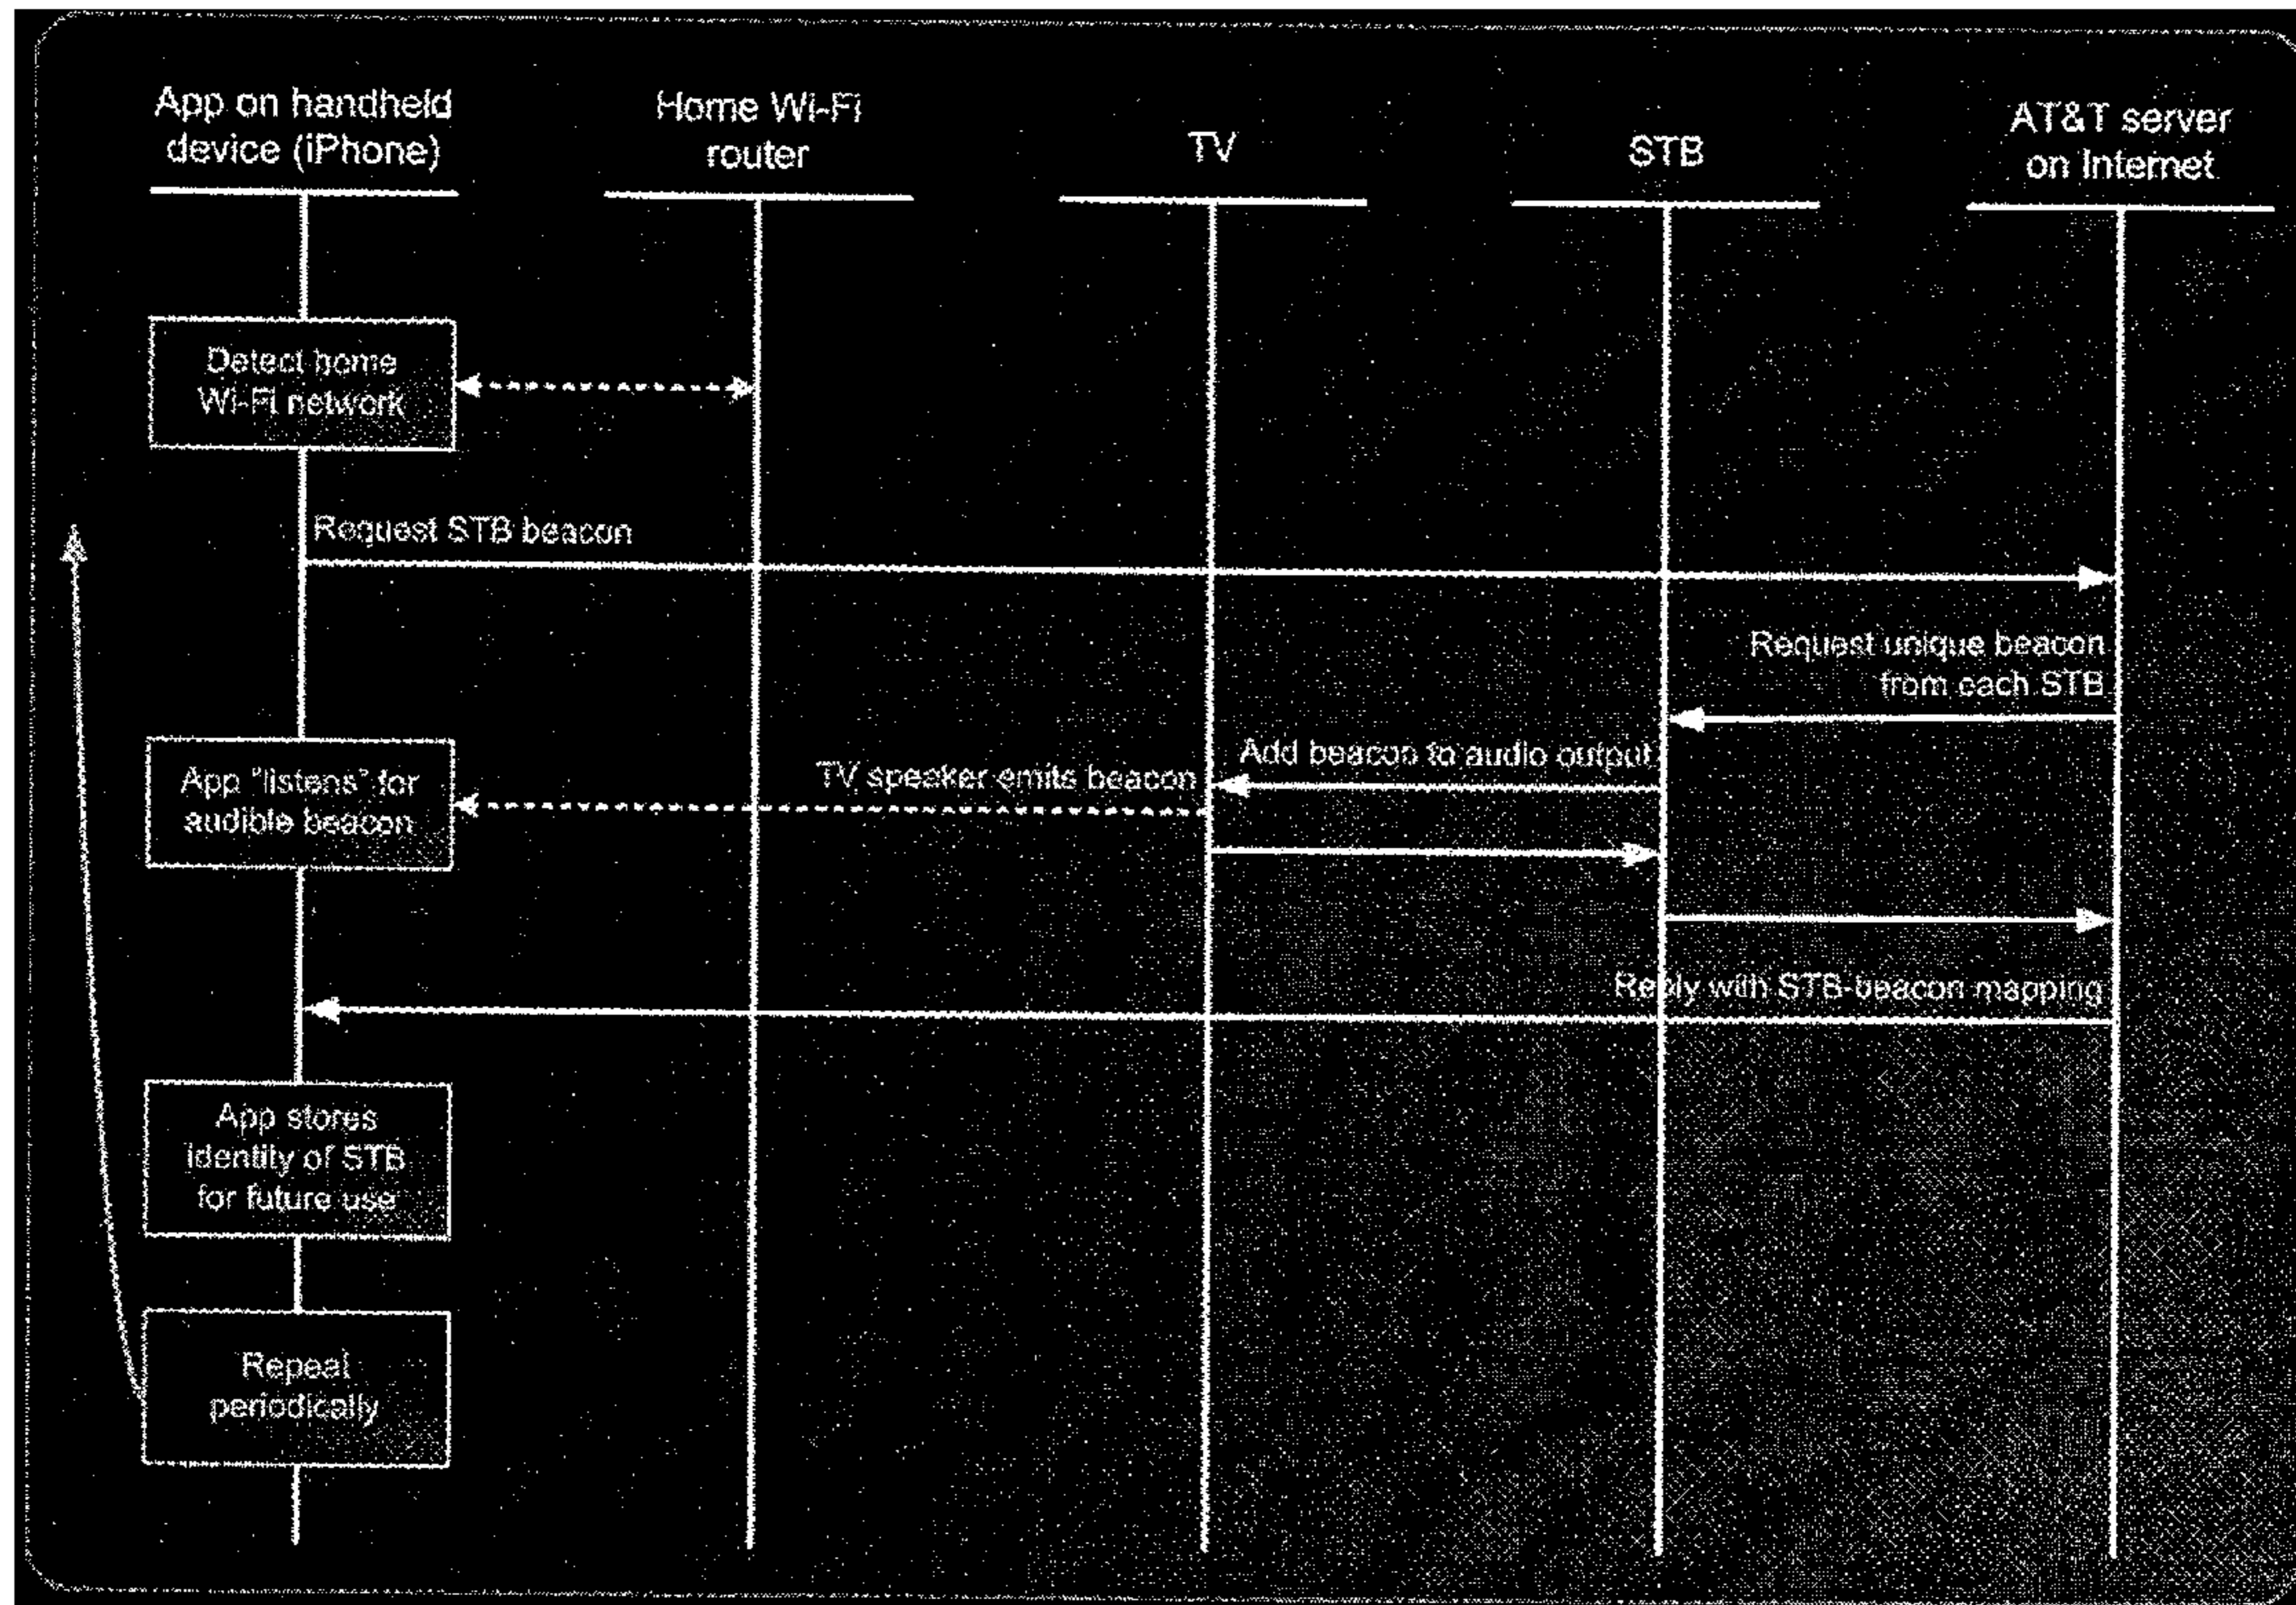 App on handheld
device (iPhone)
Home Wi-Fi
router
TV
STB
AT&T server
on Internet
Detect home
Wi-Fi network
Request STB beacon
Request unique beacon
from each STB
Add beacon to audio output
TV speaker emits beacon
App "listens" for
audible beacon
Reply with STB-beacon mapping
App stores
identity of STB
for future use
Repeat
periodically